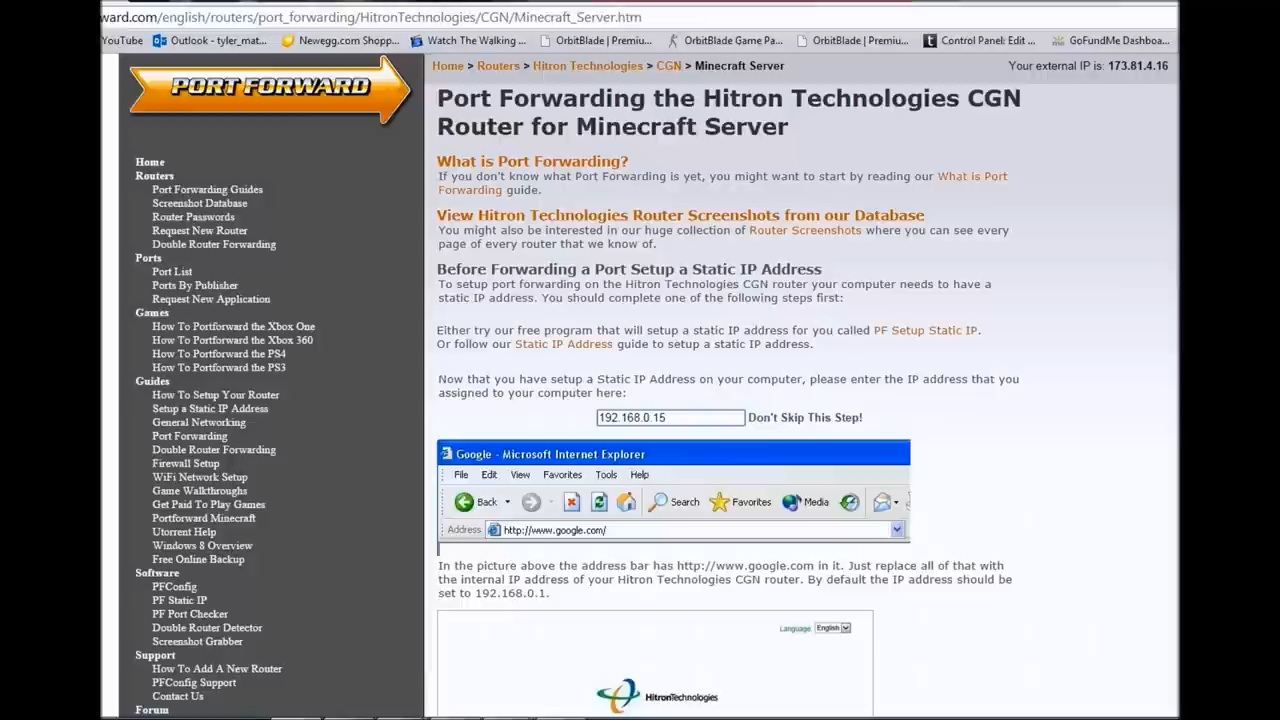 ward.com/english/routers/port_forwarding/HitronTechnologies/CGN/Minecraft_Server.htm
YouTube Outlook - tyler_mat... Newegg.com Shopp... Watch The Walking ... OrbitBlade | Premiu... OrbitBlade Game Pa... OrbitBlade | Premiu... Control Panel: Edit ... GoFundMe Dashboa...
PORT FORWARD
Home
Routers
Port Forwarding Guides
Screenshot Database
Router Passwords
Request New Router
Double Router Forwarding
Ports
Port List
Ports By Publisher
Request New Application
Games
How To Portforward the Xbox One
How To Portforward the Xbox 360
How To Portforward the PS4
How To Portforward the PS3
Guides
How To Setup Your Router
Setup a Static IP Address
General Networking
Port Forwarding
Double Router Forwarding
Firewall Setup
WiFi Network Setup
Game Walkthroughs
Get Paid To Play Games
Portforward Minecraft
Utorrent Help
Windows 8 Overview
Free Online Backup
Software
PFConfig
PF Static IP
PF Port Checker
Double Router Detector
Screenshot Grabber
Support
How To Add A New Router
PFConfig Support
Contact Us
Forum
Home > Routers > Hitron Technologies > CGN > Minecraft Server
Your external IP is: 173.81.4.16
Port Forwarding the Hitron Technologies CGN
Router for Minecraft Server
What is Port Forwarding?
If you don't know what Port Forwarding is yet, you might want to start by reading our What is Port
Forwarding guide.
View Hitron Technologies Router Screenshots from our Database
You might also be interested in our huge collection of Router Screenshots where you can see every
page of every router that we know of.
Before Forwarding a Port Setup a Static IP Address
To setup port forwarding on the Hitron Technologies CGN router your computer needs to have a
static IP address. You should complete one of the following steps first:
Either try our free program that will setup a static IP address for you called PF Setup Static IP.
Or follow our Static IP Address guide to setup a static IP address.
Now that you have setup a Static IP Address on your computer, please enter the IP address that you
assigned to your computer here:
192.168.0.15 Don't Skip This Step!
Google - Microsoft Internet Explorer
File Edit View Favorites Tools Help
Back Search Favorites Media
Address http://www.google.com/
In the picture above the address bar has http://www.google.com in it. Just replace all of that with
the internal IP address of your Hitron Technologies CGN router. By default the IP address should be
set to 192.168.0.1.
Language English
HitronTechnologies